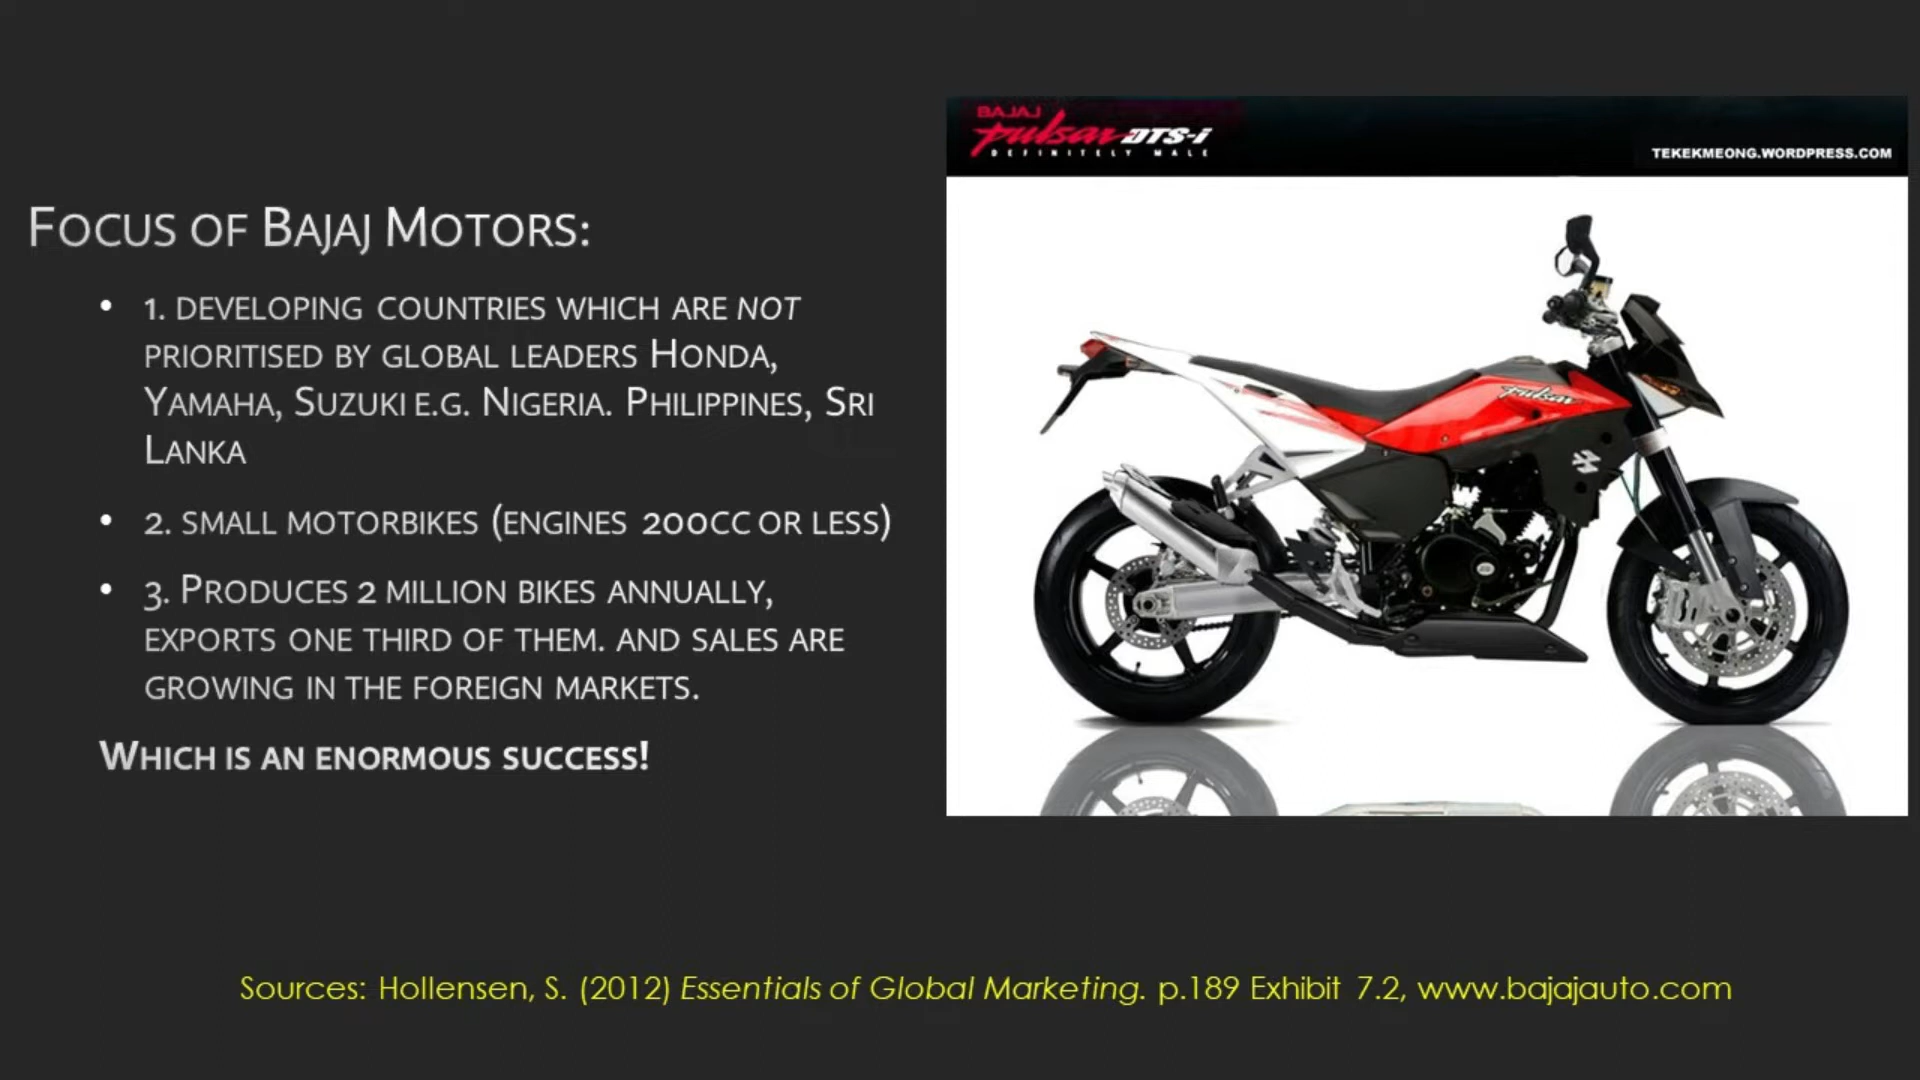 FOCUS OF BAJAJ MOTORS:
• 1. DEVELOPING COUNTRIES WHICH ARE NOT
PRIORITISED BY GLOBAL LEADERS HONDA,
YAMAHA, SUZUKI E.G. NIGERIA. PHILIPPINES, SRI
LANKA
• 2. SMALL MOTORBIKES (ENGINES 200CC OR LESS)
• 3. PRODUCES 2 MILLION BIKES ANNUALLY,
EXPORTS ONE THIRD OF THEM. AND SALES ARE
GROWING IN THE FOREIGN MARKETS.
WHICH IS AN ENORMOUS SUCCESS!
BAJAJ
pulsar DTS-i
DEFINITELY MALE
TEKEKMEONG.WORDPRESS.COM
pulsar
Sources: Hollensen, S. (2012) Essentials of Global Marketing. p.189 Exhibit 7.2, www.bajajauto.com